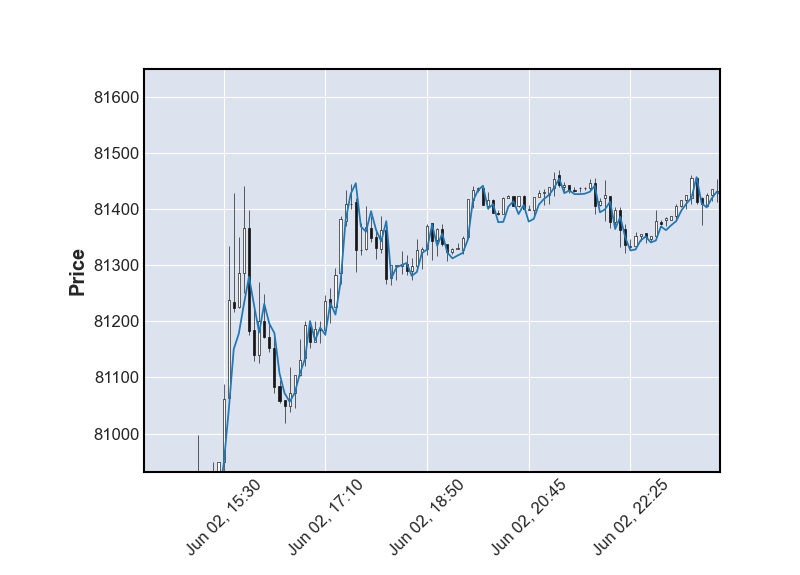 Price
81600
81500
81400
81300
81200
81100
81000
Jun 02, 15:30
Jun 02, 17:10
Jun 02, 18:50
Jun 02, 20:45
Jun 02, 22:25